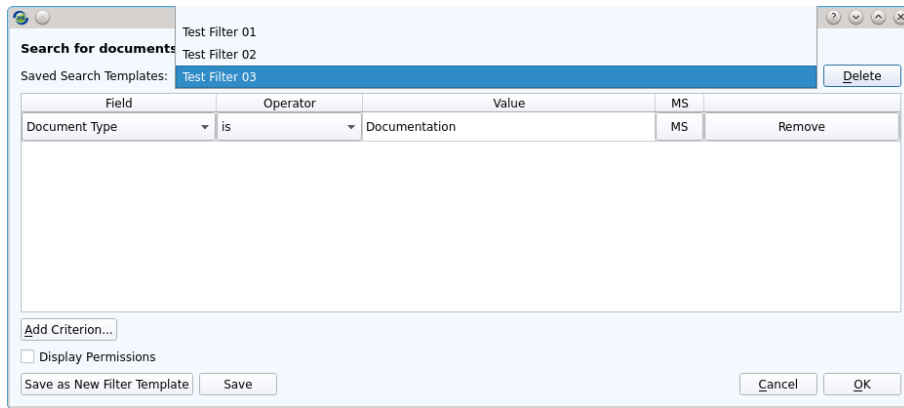 Test Filter 01
Search for documents
Test Filter 02
Saved Search Templates: Test Filter 03 Delete
Field Operator Value MS
Document Type is Documentation MS Remove
Add Criterion...
Display Permissions
Save as New Filter Template Save Cancel OK